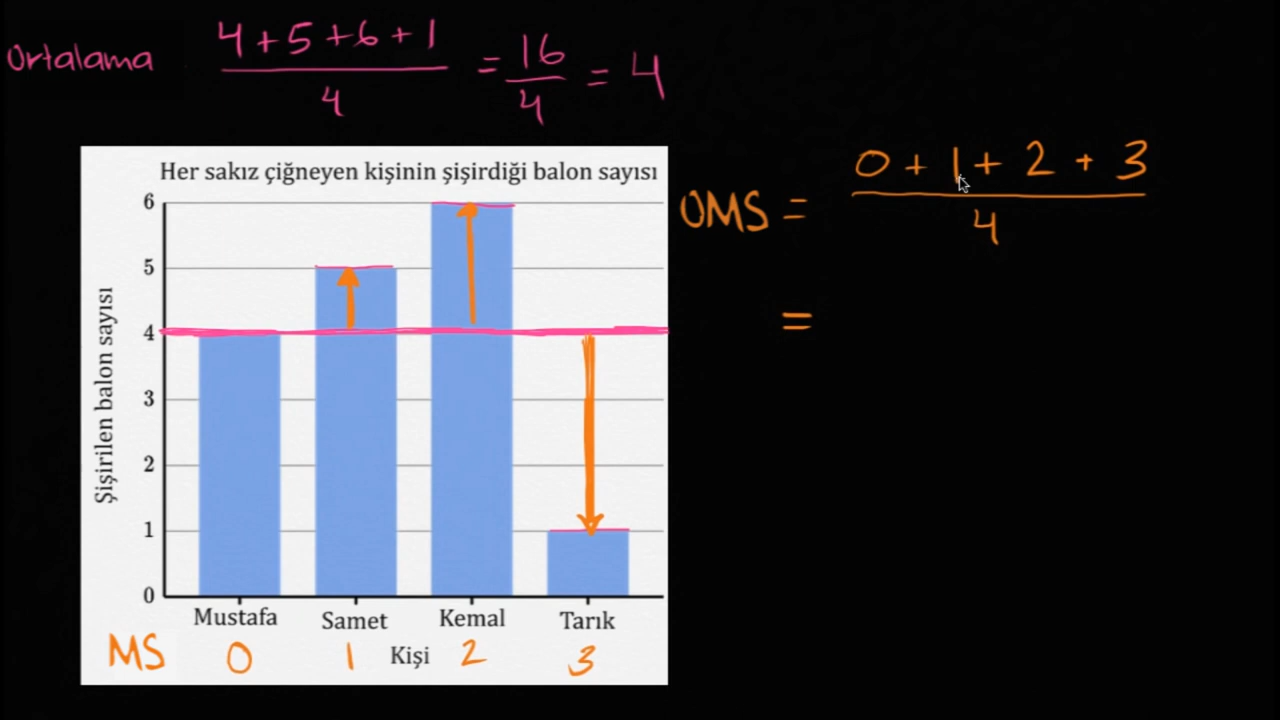 Ortalama 4+5+6+1 / 4 = 16/4 = 4
Her sakız çiğneyen kişinin şişirdiği balon sayısı
Şişirilen balon sayısı
6
5
4
3
2
1
0
Mustafa Samet Kemal Tarık
Kişi
MS 0 1 2 3
OMS = 0+1+2+3 / 4
=